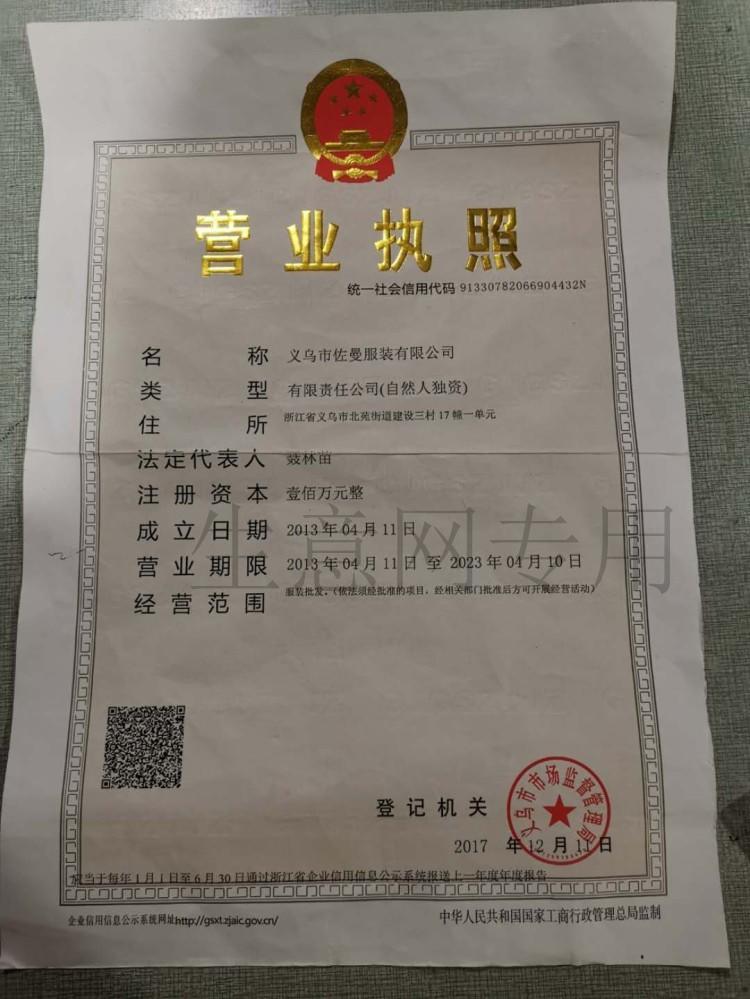 营业执照
统一社会信用代码 91330782066904432N
名称 义乌市佐曼服装有限公司
类型 有限责任公司(自然人独资)
住所 浙江省义乌市北苑街道建设三村17幢一单元
法定代表人 聂林苗
注册资本 壹佰万元整
成立日期 2013年04月11日
营业期限 2013年04月11日至2023年04月10日
经营范围 服装批发。(依法须经批准的项目，经相关部门批准后方可开展经营活动)
生意网专用
登记机关
义乌市市场监督管理局
2017 年 12 月 11 日
应当于每年1月1日至6月30日通过浙江省企业信用信息公示系统报送上一年度年度报告
企业信用信息公示系统网址http://gsxt.zjaic.gov.cn/
中华人民共和国国家工商行政管理总局监制